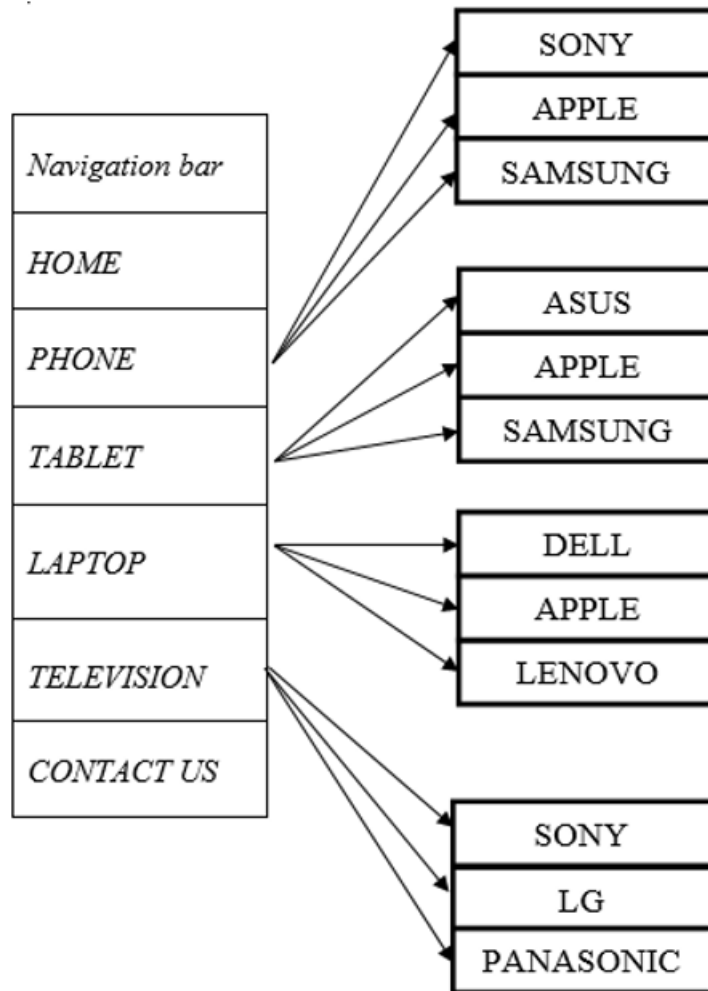 Navigation bar
HOME
PHONE
TABLET
LAPTOP
TELEVISION
CONTACT US
SONY
APPLE
SAMSUNG
ASUS
APPLE
SAMSUNG
DELL
APPLE
LENOVO
SONY
LG
PANASONIC